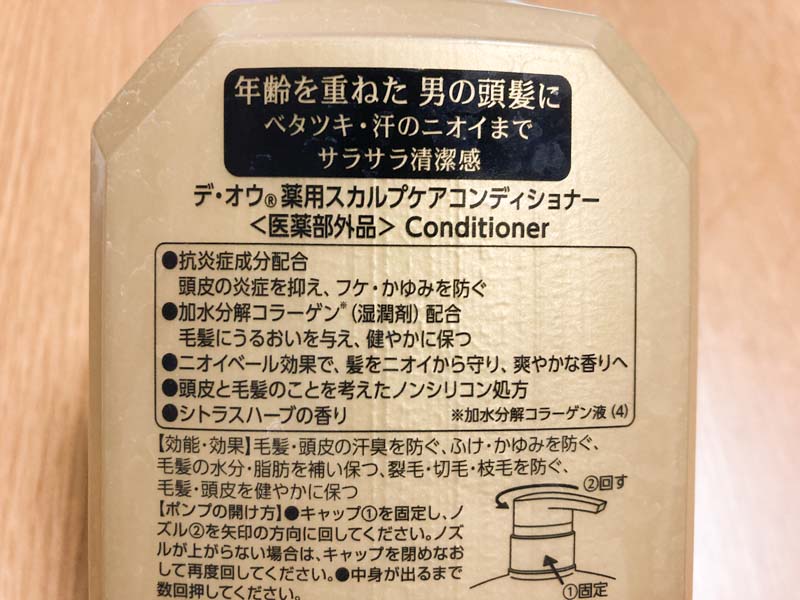 年齢を重ねた 男の頭髪に
ベタツキ・汗のニオイまで
サラサラ清潔感
デ・オウ® 薬用スカルプケアコンディショナー
<医薬部外品> Conditioner
●抗炎症成分配合
頭皮の炎症を抑え、フケ・かゆみを防ぐ
●加水分解コラーゲン※(湿潤剤) 配合
毛髪にうるおいを与え、健やかに保つ
●ニオイベール効果で、髪をニオイから守り、爽やかな香りへ
●頭皮と毛髪のことを考えたノンシリコン処方
●シトラスハーブの香り ※加水分解コラーゲン液(4)
【効能・効果】毛髪・頭皮の汗臭を防ぐ、ふけ・かゆみを防ぐ、
毛髪の水分・脂肪を補い保つ、裂毛・切毛・枝毛を防ぐ、
毛髪・頭皮を健やかに保つ
【ポンプの開け方】●キャップ①を固定し、ノ
ズル②を矢印の方向に回してください。ノズ
ルが上がらない場合は、キャップを閉めなお
して再度回してください。●中身が出るまで
数回押してください。
②回す
①固定